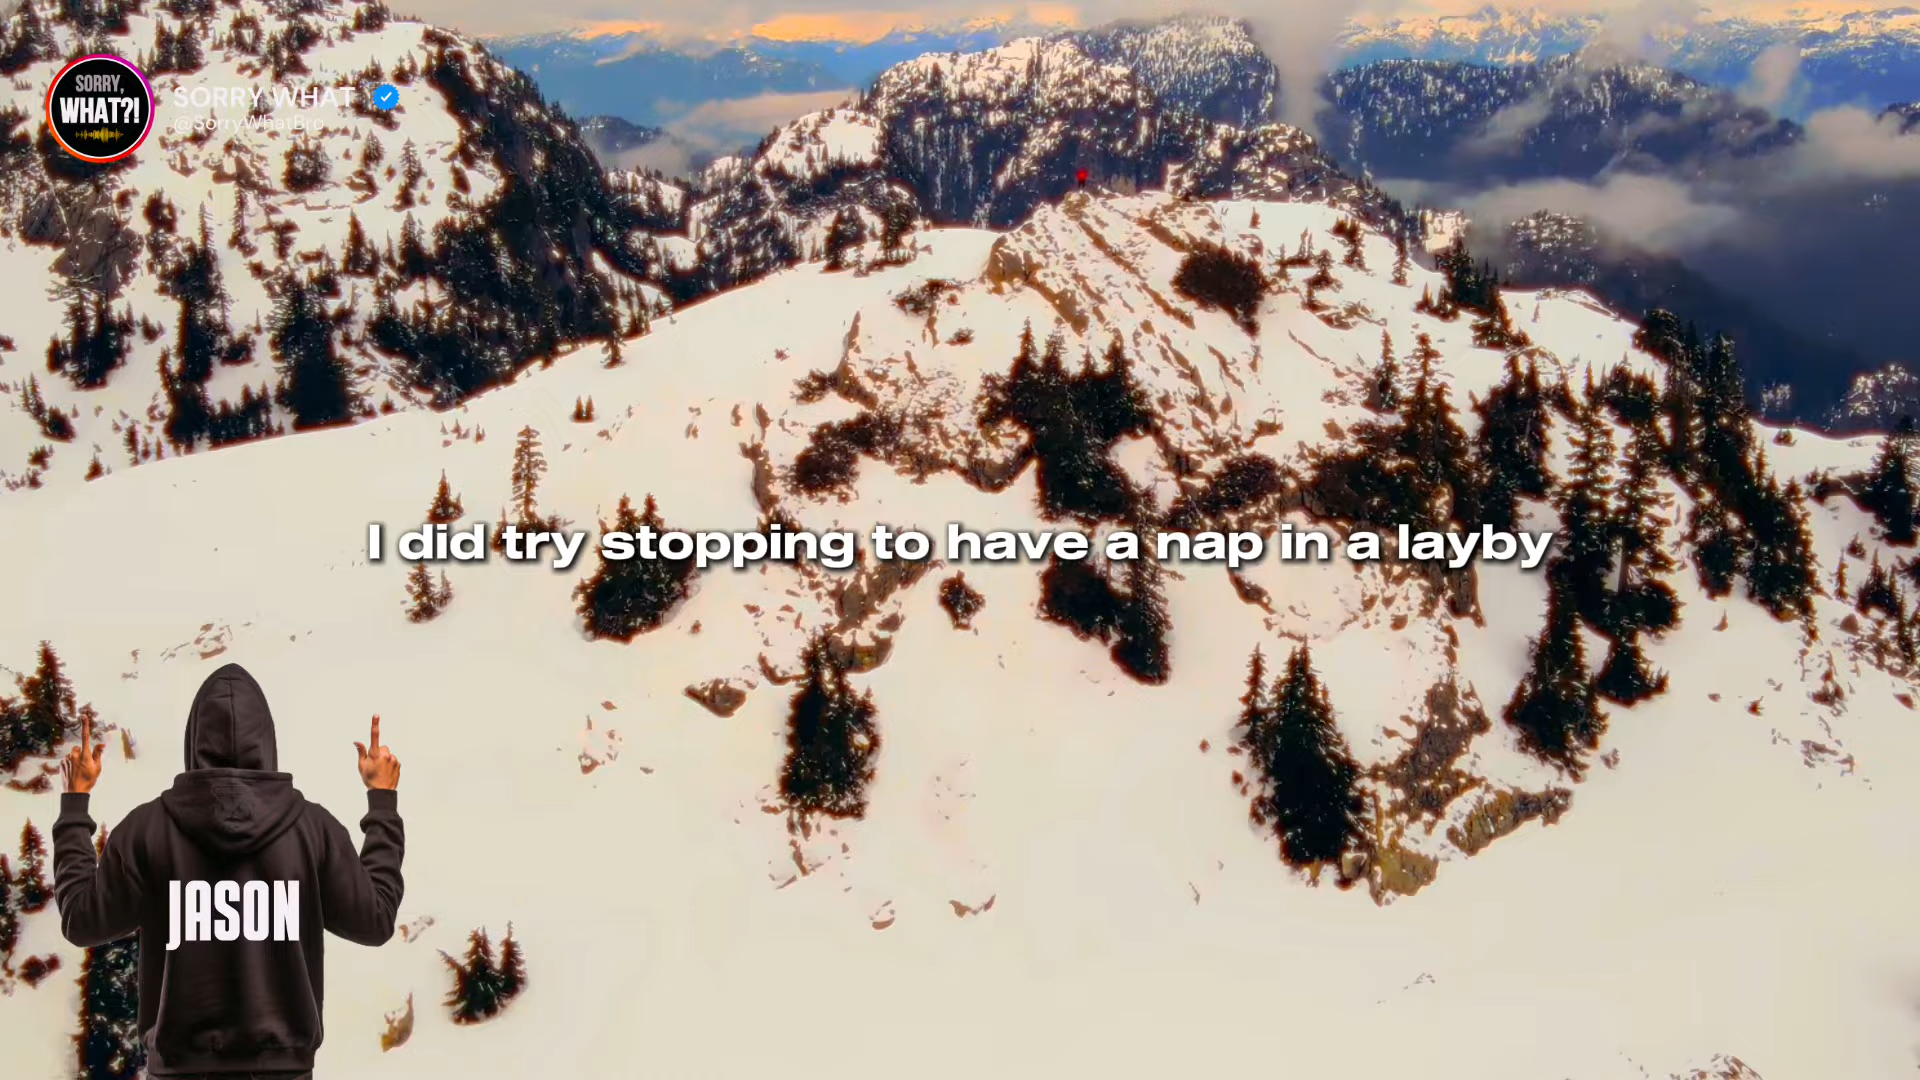 SORRY,
WHAT?!
SORRY WHAT
@SorryWhatBro
I did try stopping to have a nap in a layby
JASON